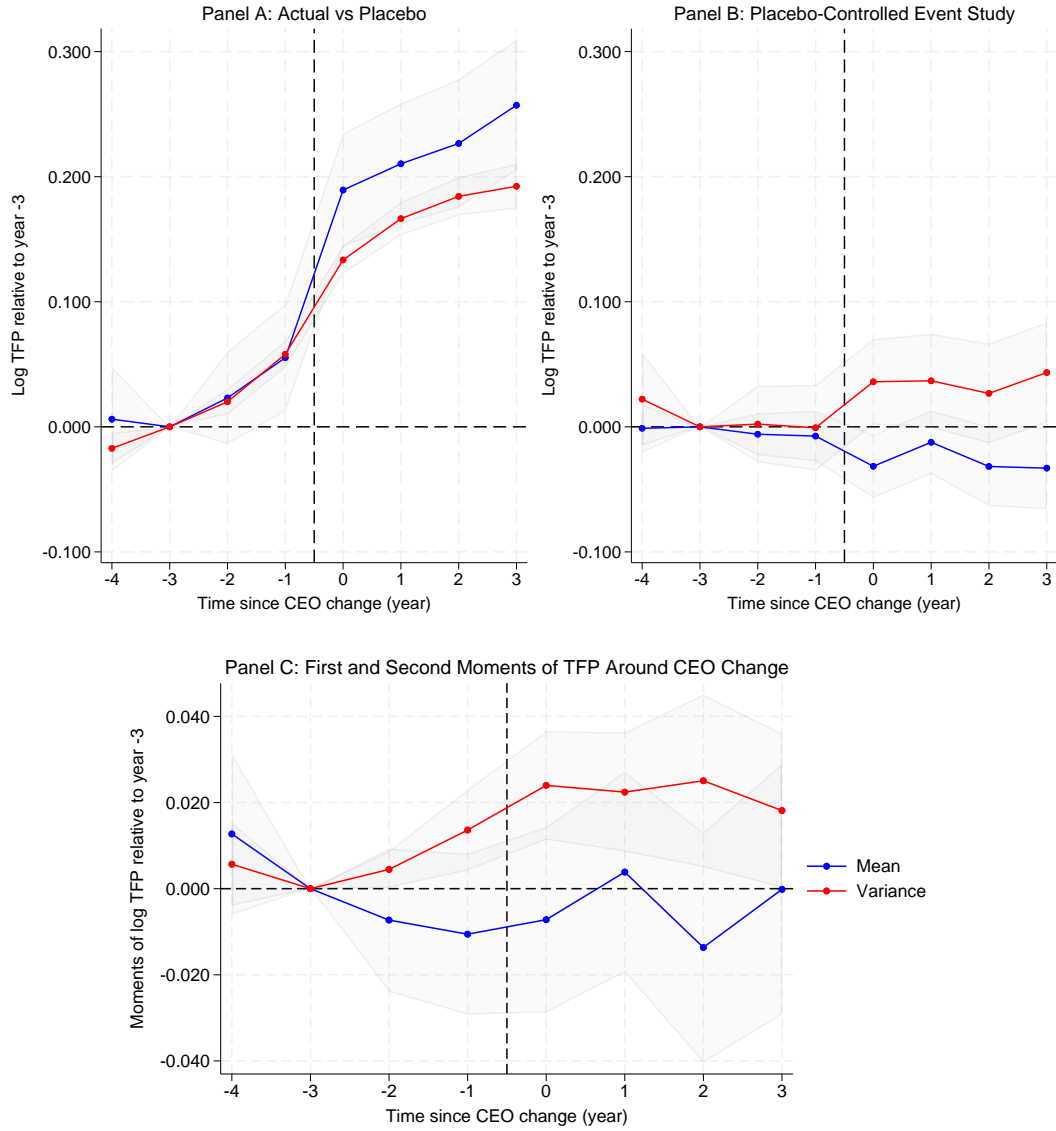 Panel A: Actual vs Placebo
Log TFP relative to year -3
0.300
0.200
0.100
0.000
-0.100
-4 -3 -2 -1 0 1 2 3
Time since CEO change (year)
Panel B: Placebo-Controlled Event Study
Log TFP relative to year -3
0.300
0.200
0.100
0.000
-0.100
-4 -3 -2 -1 0 1 2 3
Time since CEO change (year)
Panel C: First and Second Moments of TFP Around CEO Change
Moments of log TFP relative to year -3
0.040
0.020
0.000
-0.020
-0.040
-4 -3 -2 -1 0 1 2 3
Time since CEO change (year)
Mean
Variance